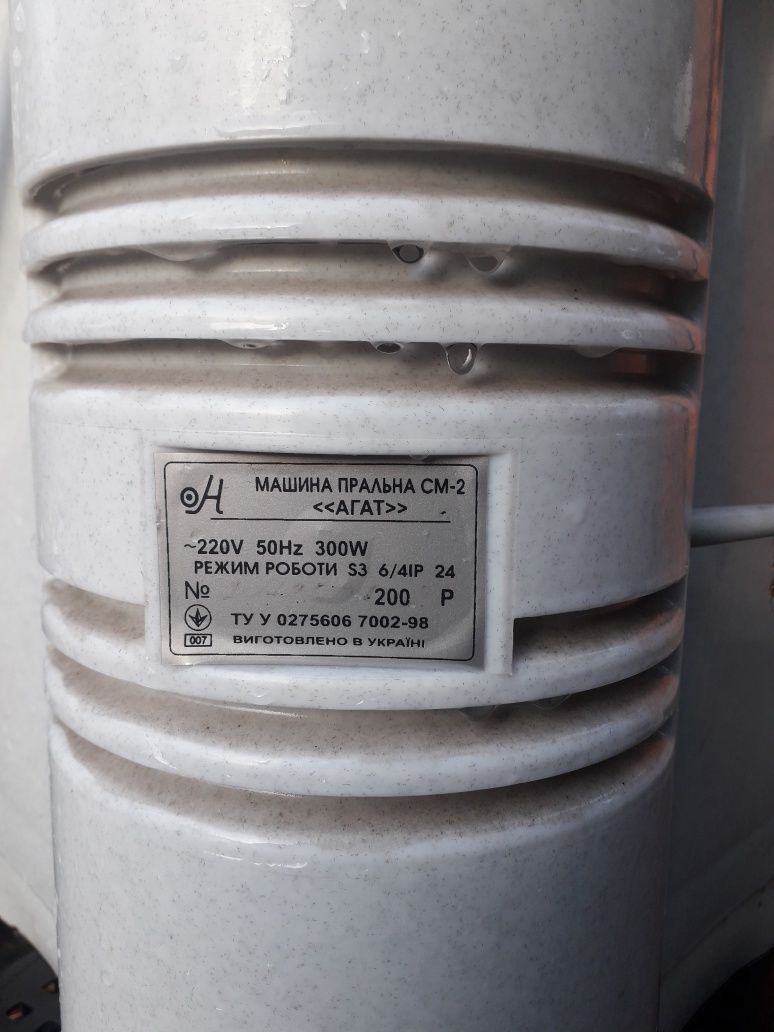 МАШИНА ПРАЛЬНА СМ-2
<<АГАТ>>
~220V 50Hz 300W
РЕЖИМ РОБОТИ S3 6/4IP 24
№ 200 Р
ТУ У 0275606 7002-98
007 ВИГОТОВЛЕНО В УКРАЇНІ